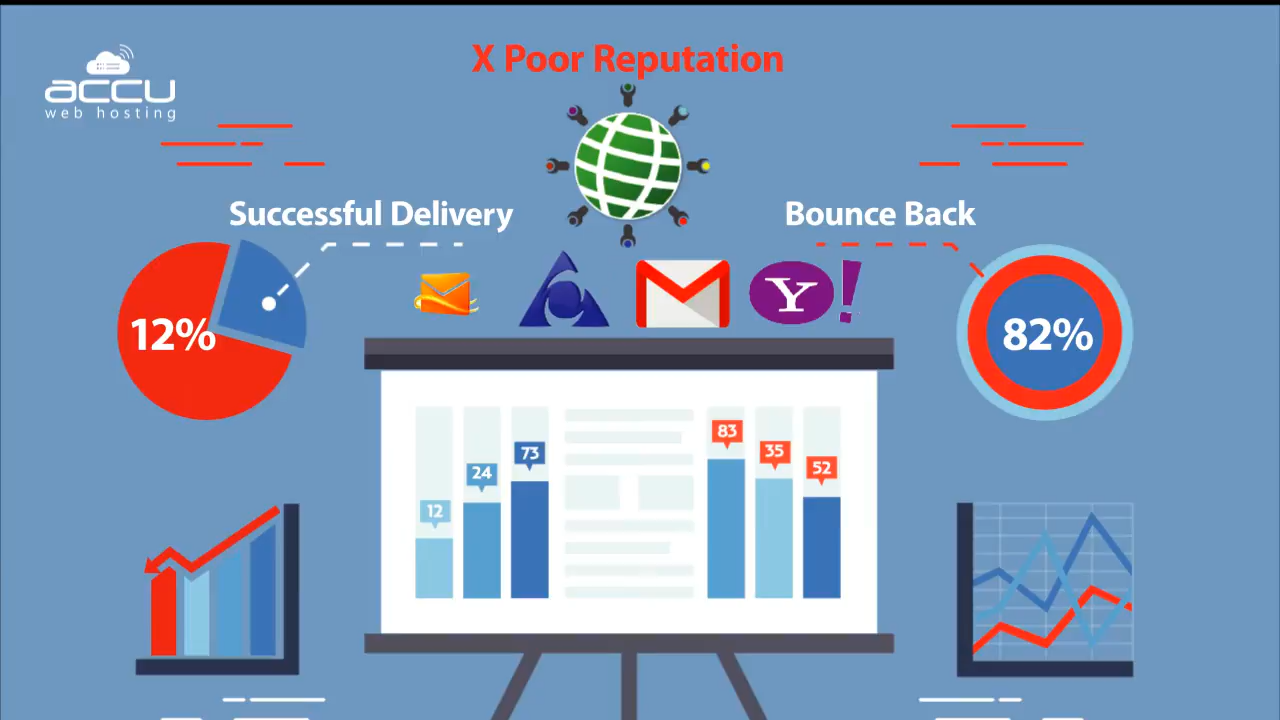 X Poor Reputation
accu
web hosting
Successful Delivery
Bounce Back
12%
Y!
82%
12
24
73
83
35
52